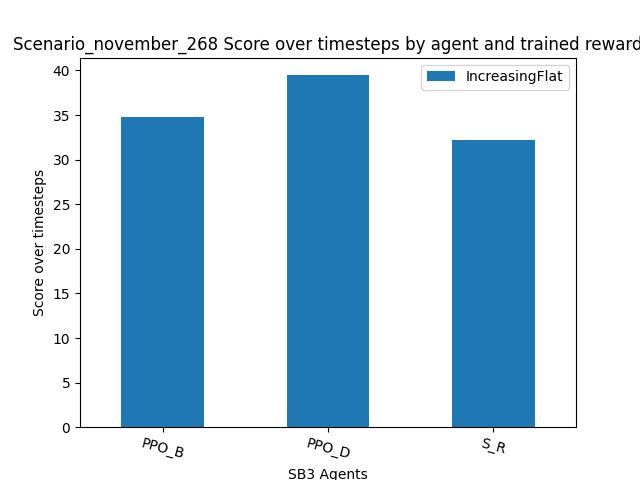 Scenario_november_268 Score over timesteps by agent and trained reward
IncreasingFlat
40
35
30
25
20
15
10
5
0
Score over timesteps
PPO_B
PPO_D
S_R
SB3 Agents